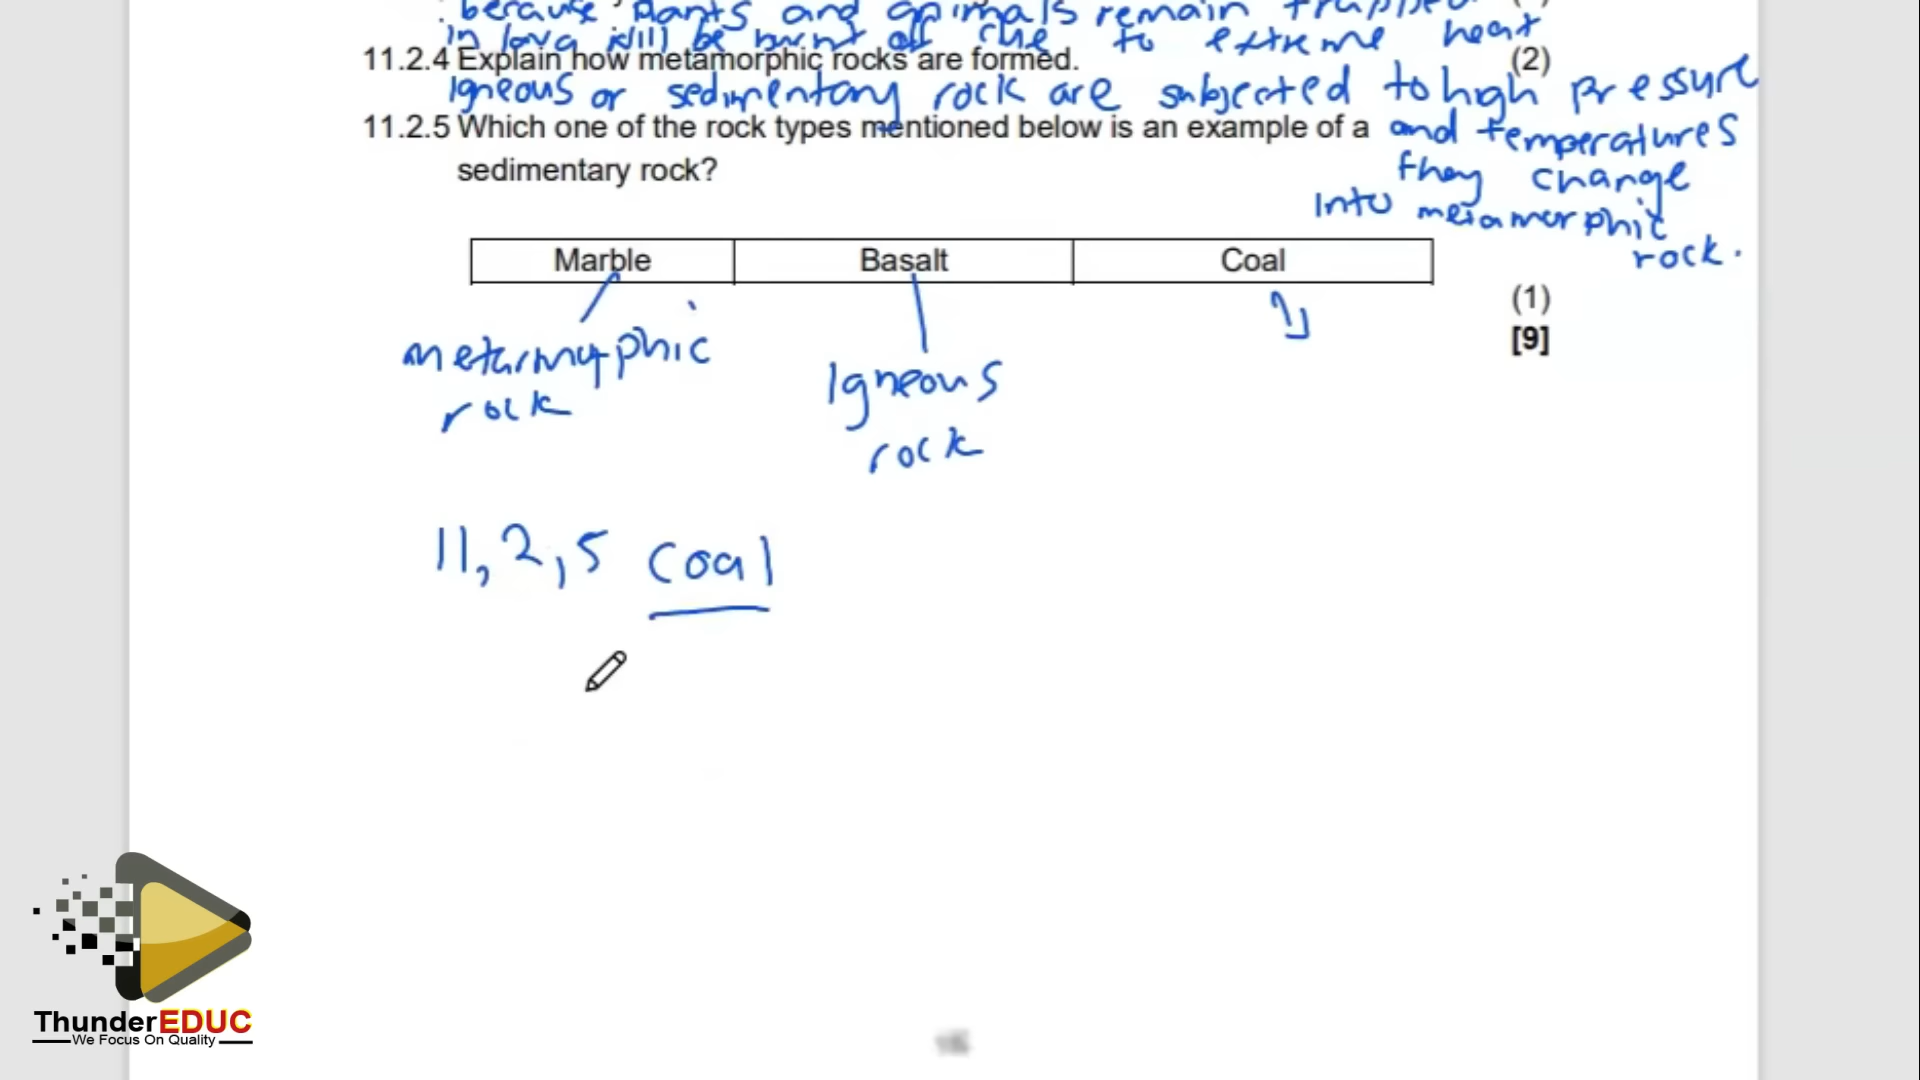 because plants and animals remain trapped
in lava will be burnt off due to extreme heat
11.2.4 Explain how metamorphic rocks are formed. (2)
Igneous or sedimentary rock are subjected to high pressure
and temperatures
they change
into metamorphic
rock.
11.2.5 Which one of the rock types mentioned below is an example of a
sedimentary rock?
Marble Basalt Coal
(1)
[9]
metarmorphic
rock
Igneous
rock
11,2,5 coal
ThunderEDUC
We Focus On Quality